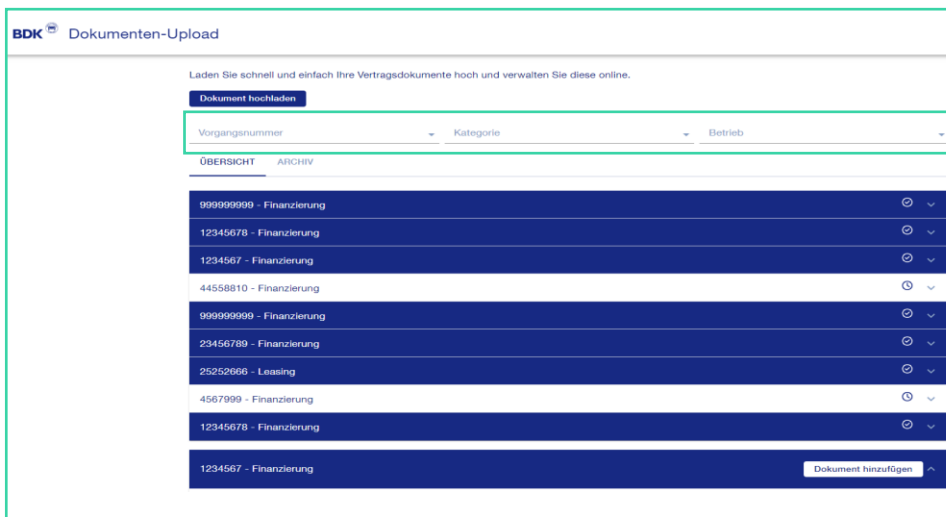 BDK Dokumenten-Upload
Laden Sie schnell und einfach Ihre Vertragsdokumente hoch und verwalten Sie diese online.
Dokument hochladen
Vorgangsnummer Kategorie Betrieb
ÜBERSICHT ARCHIV
999999999 - Finanzierung
12345678 - Finanzierung
1234567 - Finanzierung
44558810 - Finanzierung
999999999 - Finanzierung
23456789 - Finanzierung
25252666 - Leasing
4567999 - Finanzierung
12345678 - Finanzierung
1234567 - Finanzierung Dokument hinzufügen